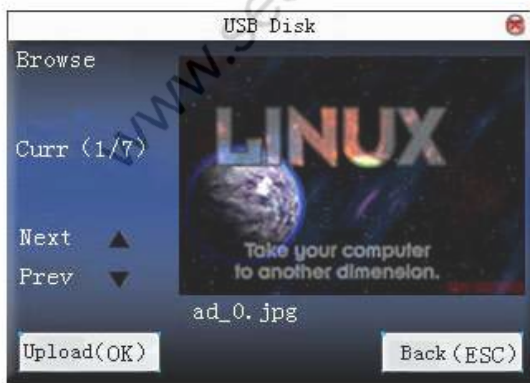 USB Disk
Browse
Curr (1/7)
Next
Prev
LINUX
Take your computer
to another dimension.
ad_0.jpg
Upload(OK)
Back(ESC)